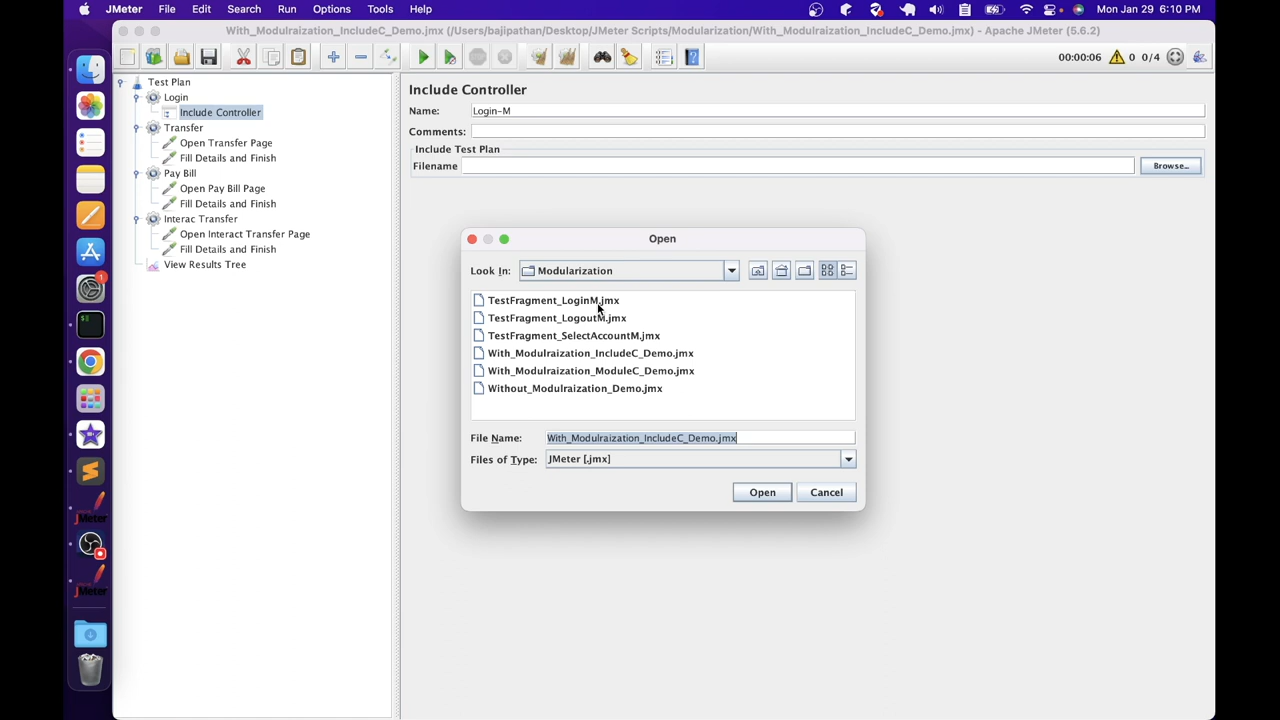 JMeter File Edit Search Run Options Tools Help Mon Jan 29 6:10 PM
With_Modulraization_IncludeC_Demo.jmx (/Users/bajipathan/Desktop/JMeter Scripts/Modularization/With_Modulraization_IncludeC_Demo.jmx) - Apache JMeter (5.6.2)
00:00:06 0 0/4
Test Plan
Login
Include Controller
Transfer
Open Transfer Page
Fill Details and Finish
Pay Bill
Open Pay Bill Page
Fill Details and Finish
Interac Transfer
Open Interact Transfer Page
Fill Details and Finish
View Results Tree
Include Controller
Name: Login-M
Comments:
Include Test Plan
Filename Browse...
Open
Look In: Modularization
TestFragment_LoginM.jmx
TestFragment_LogoutM.jmx
TestFragment_SelectAccountM.jmx
With_Modulraization_IncludeC_Demo.jmx
With_Modulraization_ModuleC_Demo.jmx
Without_Modulraization_Demo.jmx
File Name: With_Modulraization_IncludeC_Demo.jmx
Files of Type: JMeter [.jmx]
Open Cancel
1
JMeter
JMeter